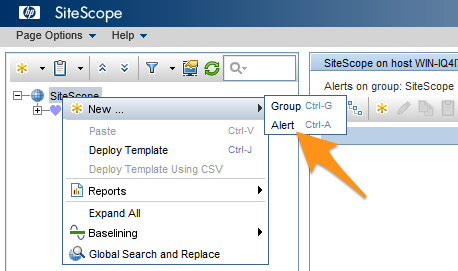 hp SiteScope
Page Options Help
SiteScope on host WIN-IQ4I
Alerts on group: SiteScope
SiteScope
New ...
Group Ctrl-G
Alert Ctrl-A
Paste Ctrl-V
Deploy Template Ctrl-J
Deploy Template Using CSV
Reports
Expand All
Baselining
Global Search and Replace